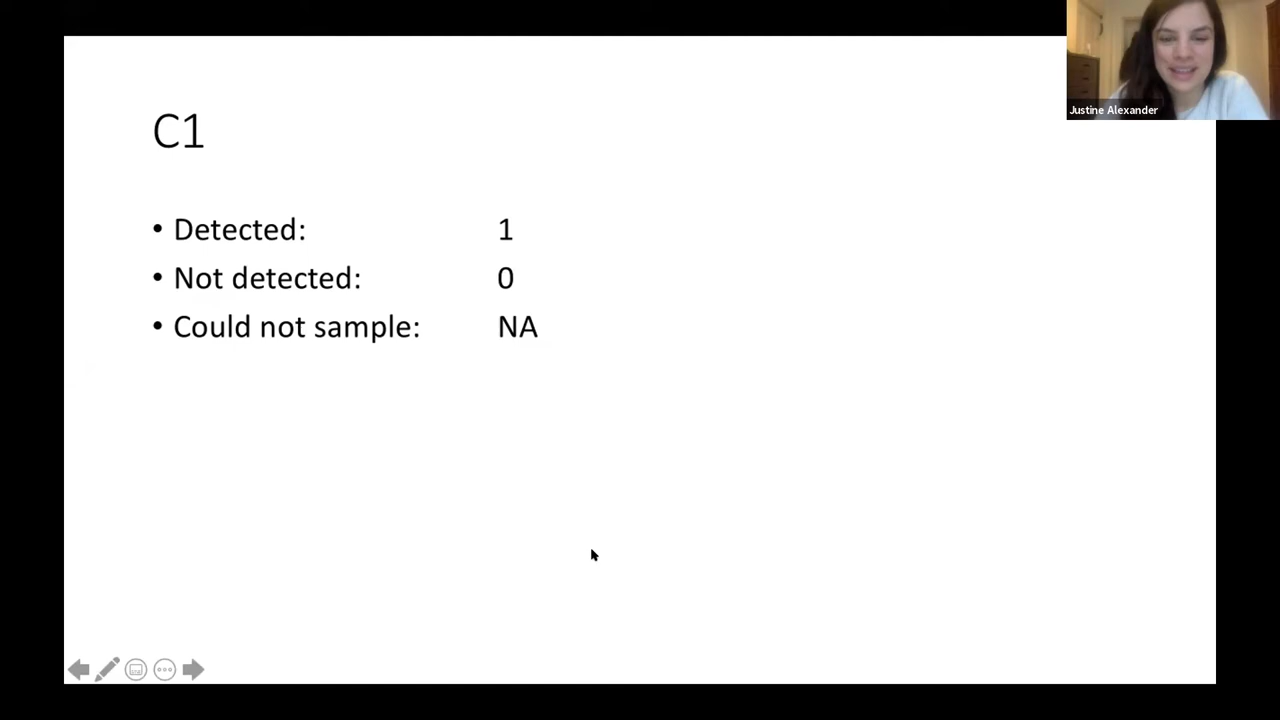 Justine Alexander
C1
• Detected: 1
• Not detected: 0
• Could not sample: NA